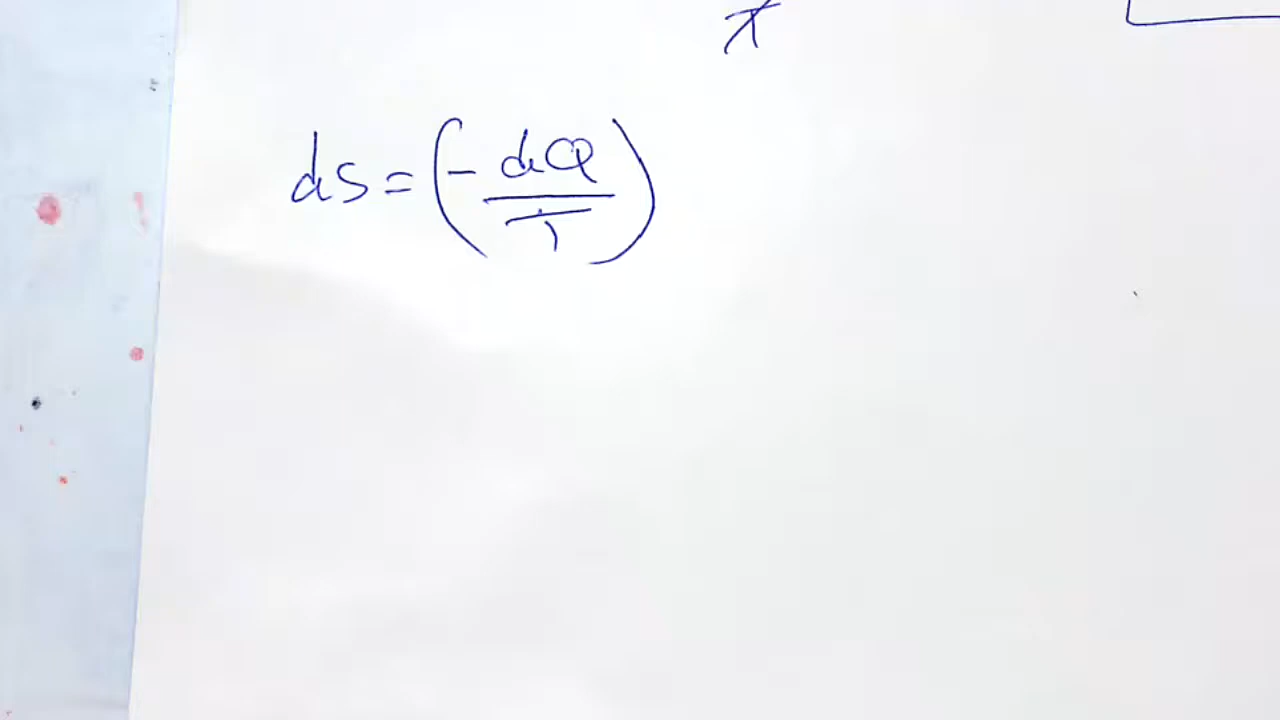 T
dS = (- dQ / T)